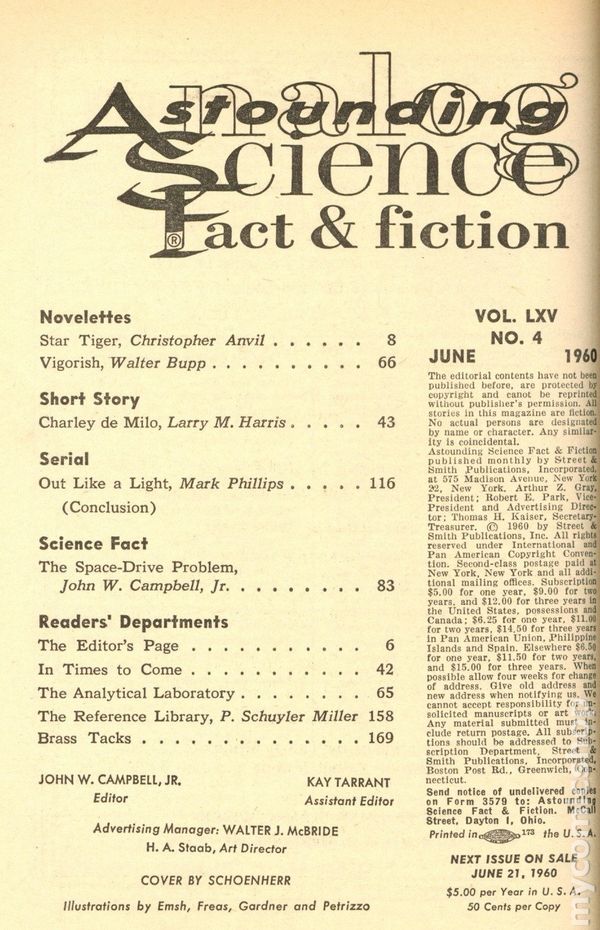 Analog
Astounding
Science
Fact & fiction
®
Novelettes
Star Tiger, Christopher Anvil . . . . . . 8
Vigorish, Walter Bupp . . . . . . . . . . 66
Short Story
Charley de Milo, Larry M. Harris . . . . . 43
Serial
Out Like a Light, Mark Phillips . . . . . 116
(Conclusion)
Science Fact
The Space-Drive Problem,
John W. Campbell, Jr. . . . . . . . . 83
Readers' Departments
The Editor's Page . . . . . . . . . . . 6
In Times to Come . . . . . . . . . . . 42
The Analytical Laboratory . . . . . . . . 65
The Reference Library, P. Schuyler Miller 158
Brass Tacks . . . . . . . . . . . . . 169
JOHN W. CAMPBELL, JR.
Editor
KAY TARRANT
Assistant Editor
Advertising Manager: WALTER J. McBRIDE
H. A. Staab, Art Director
COVER BY SCHOENHERR
Illustrations by Emsh, Freas, Gardner and Petrizzo
VOL. LXV
NO. 4
JUNE 1960
The editorial contents have not been
published before, are protected by
copyright and canot be reprinted
without publisher's permission. All
stories in this magazine are fiction.
No actual persons are designated
by name or character. Any similar-
ity is coincidental.
Astounding Science Fact & Fiction
published monthly by Street &
Smith Publications, Incorporated,
at 575 Madison Avenue, New York
22, New York. Arthur Z. Gray,
President; Robert E. Park, Vice-
President and Advertising Direc-
tor; Thomas H. Kaiser, Secretary-
Treasurer. © 1960 by Street &
Smith Publications, Inc. All rights
reserved under International and
Pan American Copyright Conven-
tion. Second-class postage paid at
New York, New York and all addi-
tional mailing offices. Subscription
$5.00 for one year, $9.00 for two
years, and $12.00 for three years in
the United States, possessions and
Canada; $6.25 for one year, $11.00
for two years, $14.50 for three years
in Pan American Union, Philippine
Islands and Spain. Elsewhere $6.50
for one year, $11.50 for two years,
and $15.00 for three years. When
possible allow four weeks for change
of address. Give old address and
new address when notifying us. We
cannot accept responsibility for un-
solicited manuscripts or art work.
Any material submitted must in-
clude return postage. All subscrip-
tions should be addressed to Sub-
scription Department, Street &
Smith Publications, Incorporated,
Boston Post Rd., Greenwich, Con-
necticut.
Send notice of undelivered copies
on Form 3579 to: Astounding
Science Fact & Fiction. McCall
Street, Dayton 1, Ohio.
Printed in 173 the U.S.A.
NEXT ISSUE ON SALE
JUNE 21, 1960
$5.00 per Year in U. S. A.
50 Cents per Copy